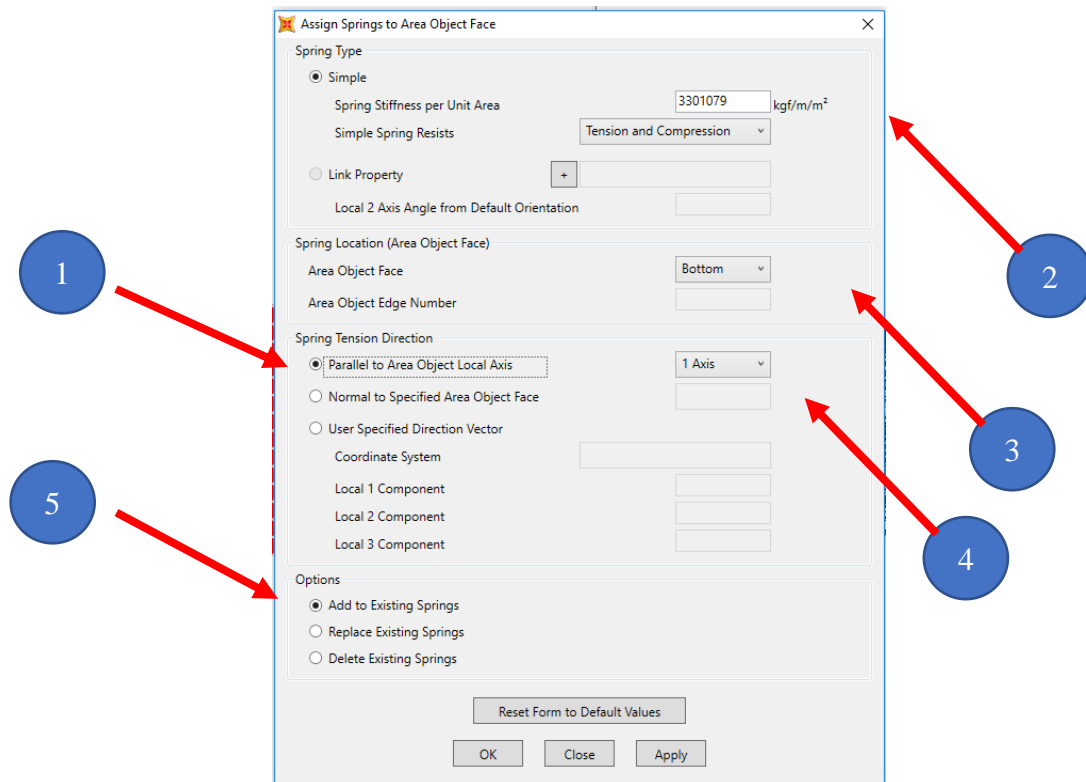 Assign Springs to Area Object Face
Spring Type
Simple
Spring Stiffness per Unit Area 3301079 kgf/m/m²
Simple Spring Resists Tension and Compression
Link Property +
Local 2 Axis Angle from Default Orientation
Spring Location (Area Object Face)
Area Object Face Bottom
Area Object Edge Number
Spring Tension Direction
Parallel to Area Object Local Axis 1 Axis
Normal to Specified Area Object Face
User Specified Direction Vector
Coordinate System
Local 1 Component
Local 2 Component
Local 3 Component
Options
Add to Existing Springs
Replace Existing Springs
Delete Existing Springs
Reset Form to Default Values
OK Close Apply
1
2
3
4
5